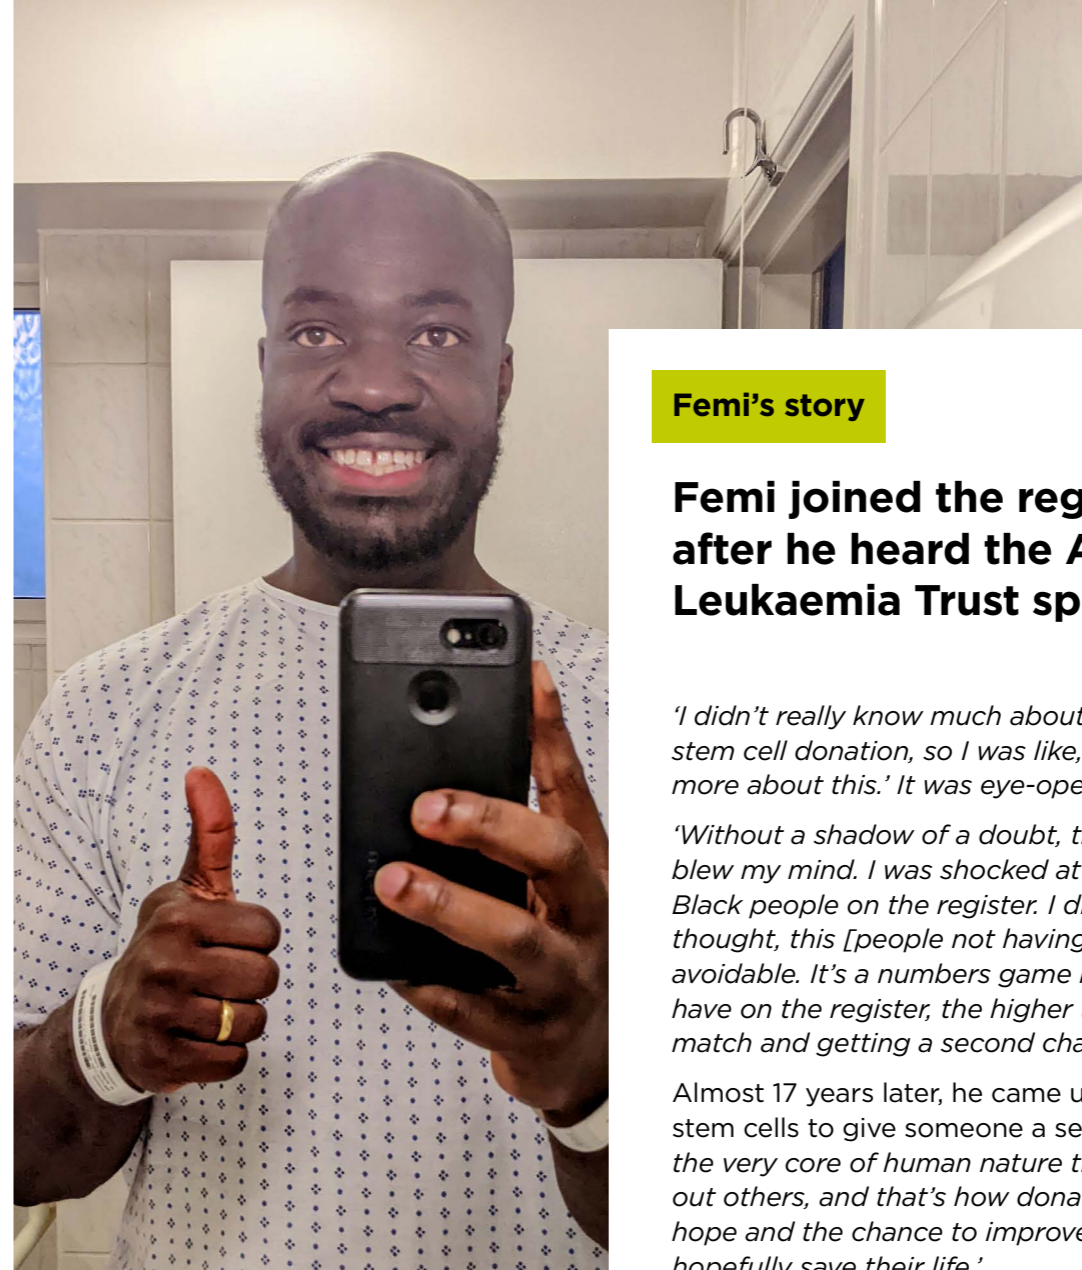 Femi's story
Femi joined the reg
after he heard the A
Leukaemia Trust sp
‘I didn’t really know much about
stem cell donation, so I was like,
more about this.’ It was eye-ope
‘Without a shadow of a doubt, t
blew my mind. I was shocked at
Black people on the register. I d
thought, this [people not having
avoidable. It’s a numbers game
have on the register, the higher
match and getting a second cha
Almost 17 years later, he came u
stem cells to give someone a se
the very core of human nature t
out others, and that’s how dona
hope and the chance to improve
hopefully save their life.’